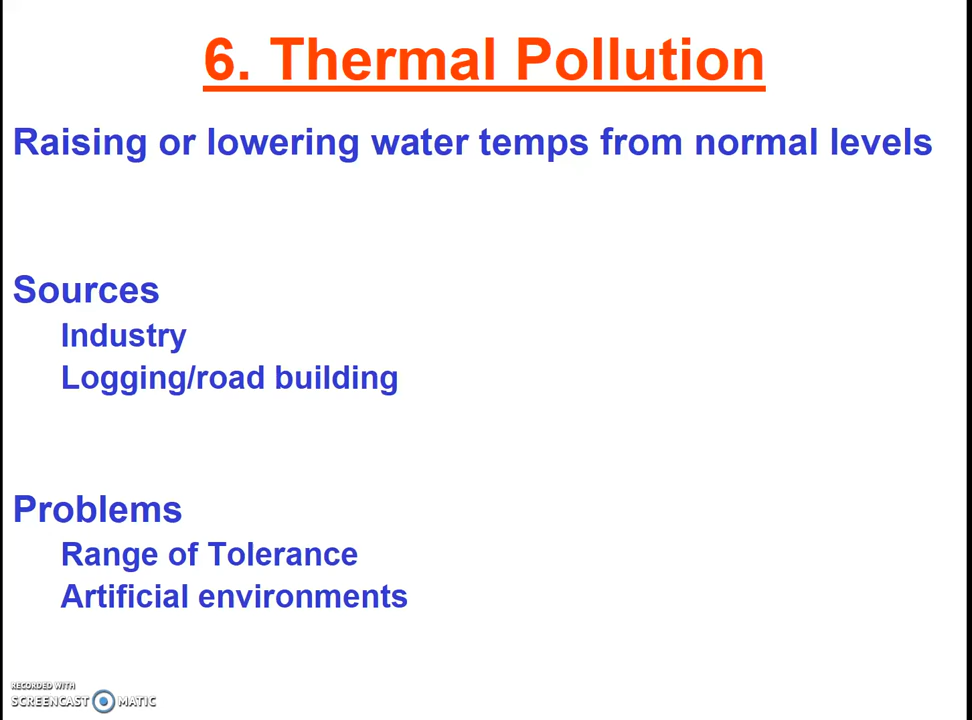 6. Thermal Pollution
Raising or lowering water temps from normal levels
Sources
Industry
Logging/road building
Problems
Range of Tolerance
Artificial environments
RECORDED WITH
SCREENCAST MATIC